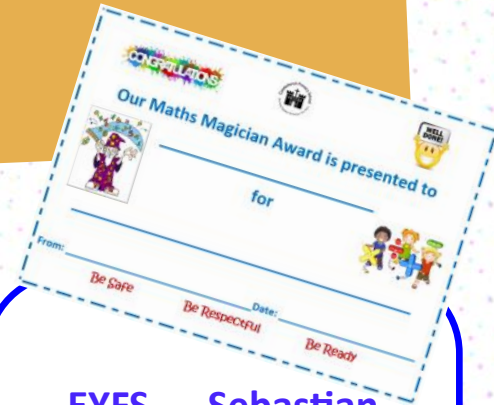 CONGRATULATIONS
WELL DONE!
Our Maths Magician Award is presented to
for
From:
Date:
Be Safe
Be Respectful
Be Ready
EYFS Sebastian